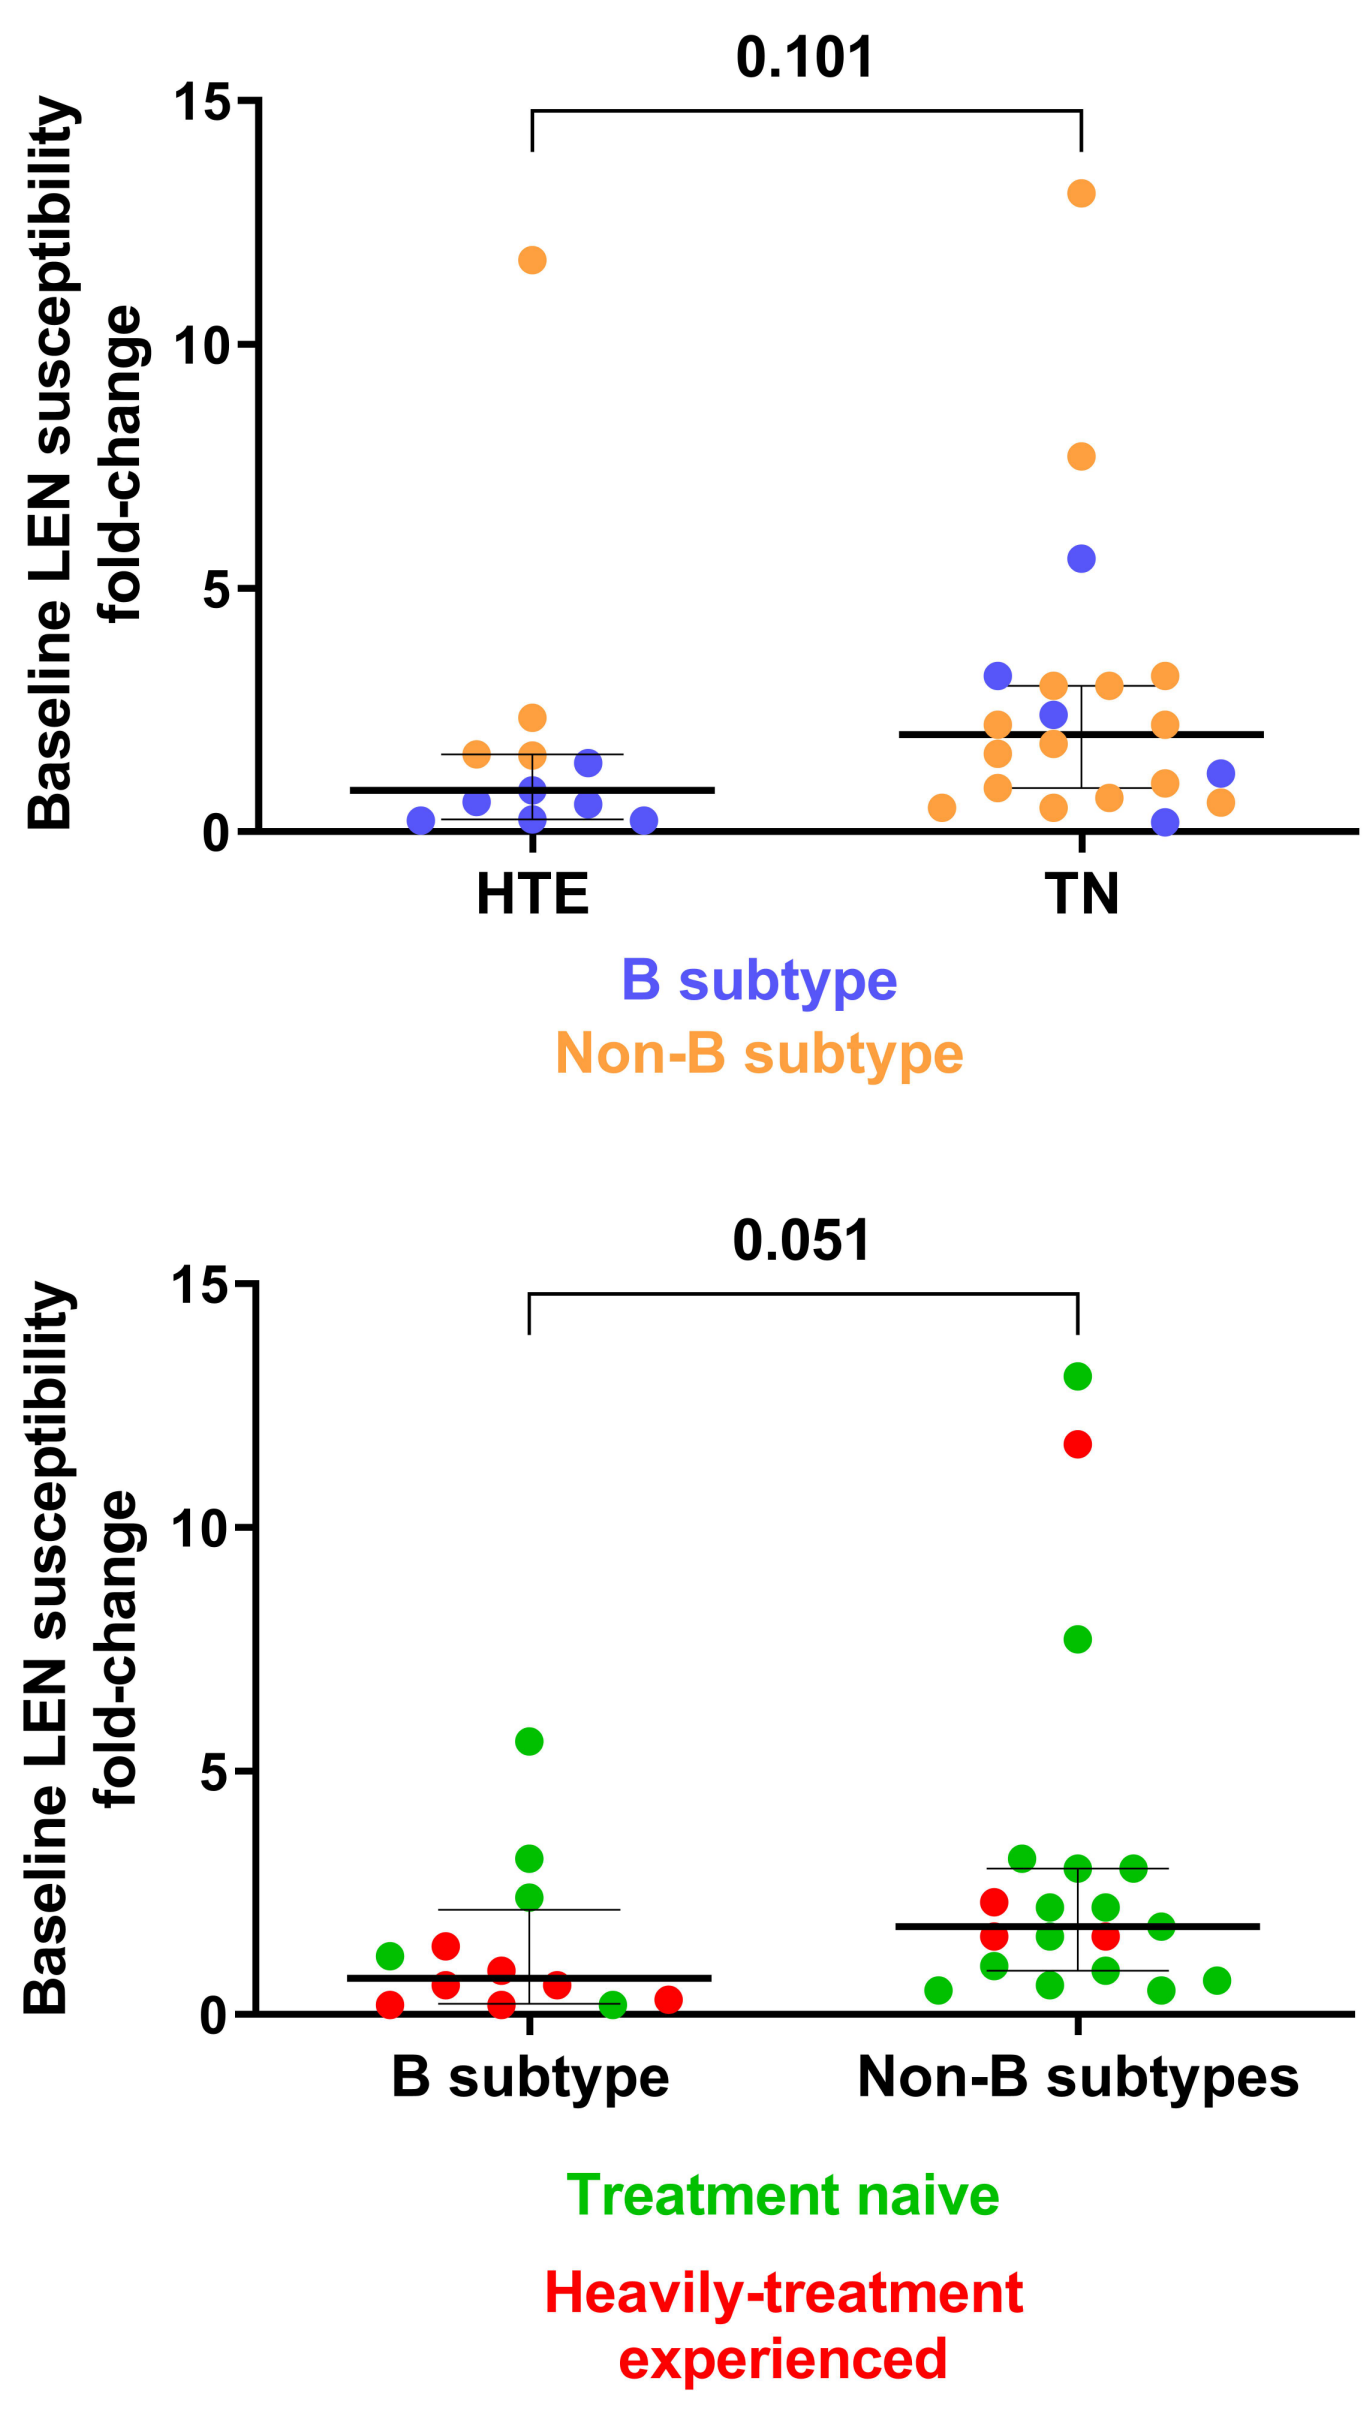 0.101
15
10
5
0
Baseline LEN susceptibility
fold-change
HTE
TN
B subtype
Non-B subtype
0.051
15
10
5
0
Baseline LEN susceptibility
fold-change
B subtype
Non-B subtypes
Treatment naive
Heavily-treatment
experienced